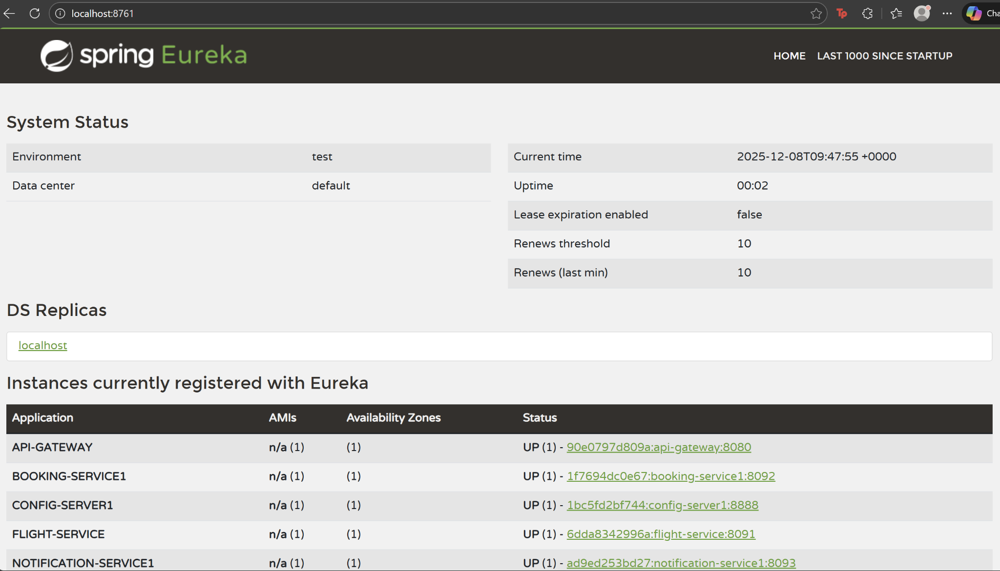 localhost:8761
Tp
Cha
spring Eureka
HOME LAST 1000 SINCE STARTUP
System Status
Environment test
Data center default
Current time 2025-12-08T09:47:55 +0000
Uptime 00:02
Lease expiration enabled false
Renews threshold 10
Renews (last min) 10
DS Replicas
localhost
Instances currently registered with Eureka
Application AMIs Availability Zones Status
API-GATEWAY n/a (1) (1) UP (1) - 90e0797d809a:api-gateway:8080
BOOKING-SERVICE1 n/a (1) (1) UP (1) - 1f7694dc0e67:booking-service1:8092
CONFIG-SERVER1 n/a (1) (1) UP (1) - 1bc5fd2bf744:config-server1:8888
FLIGHT-SERVICE n/a (1) (1) UP (1) - 6dda8342996a:flight-service:8091
NOTIFICATION-SERVICE1 n/a (1) (1) UP (1) - ad9ed253bd27:notification-service1:8093